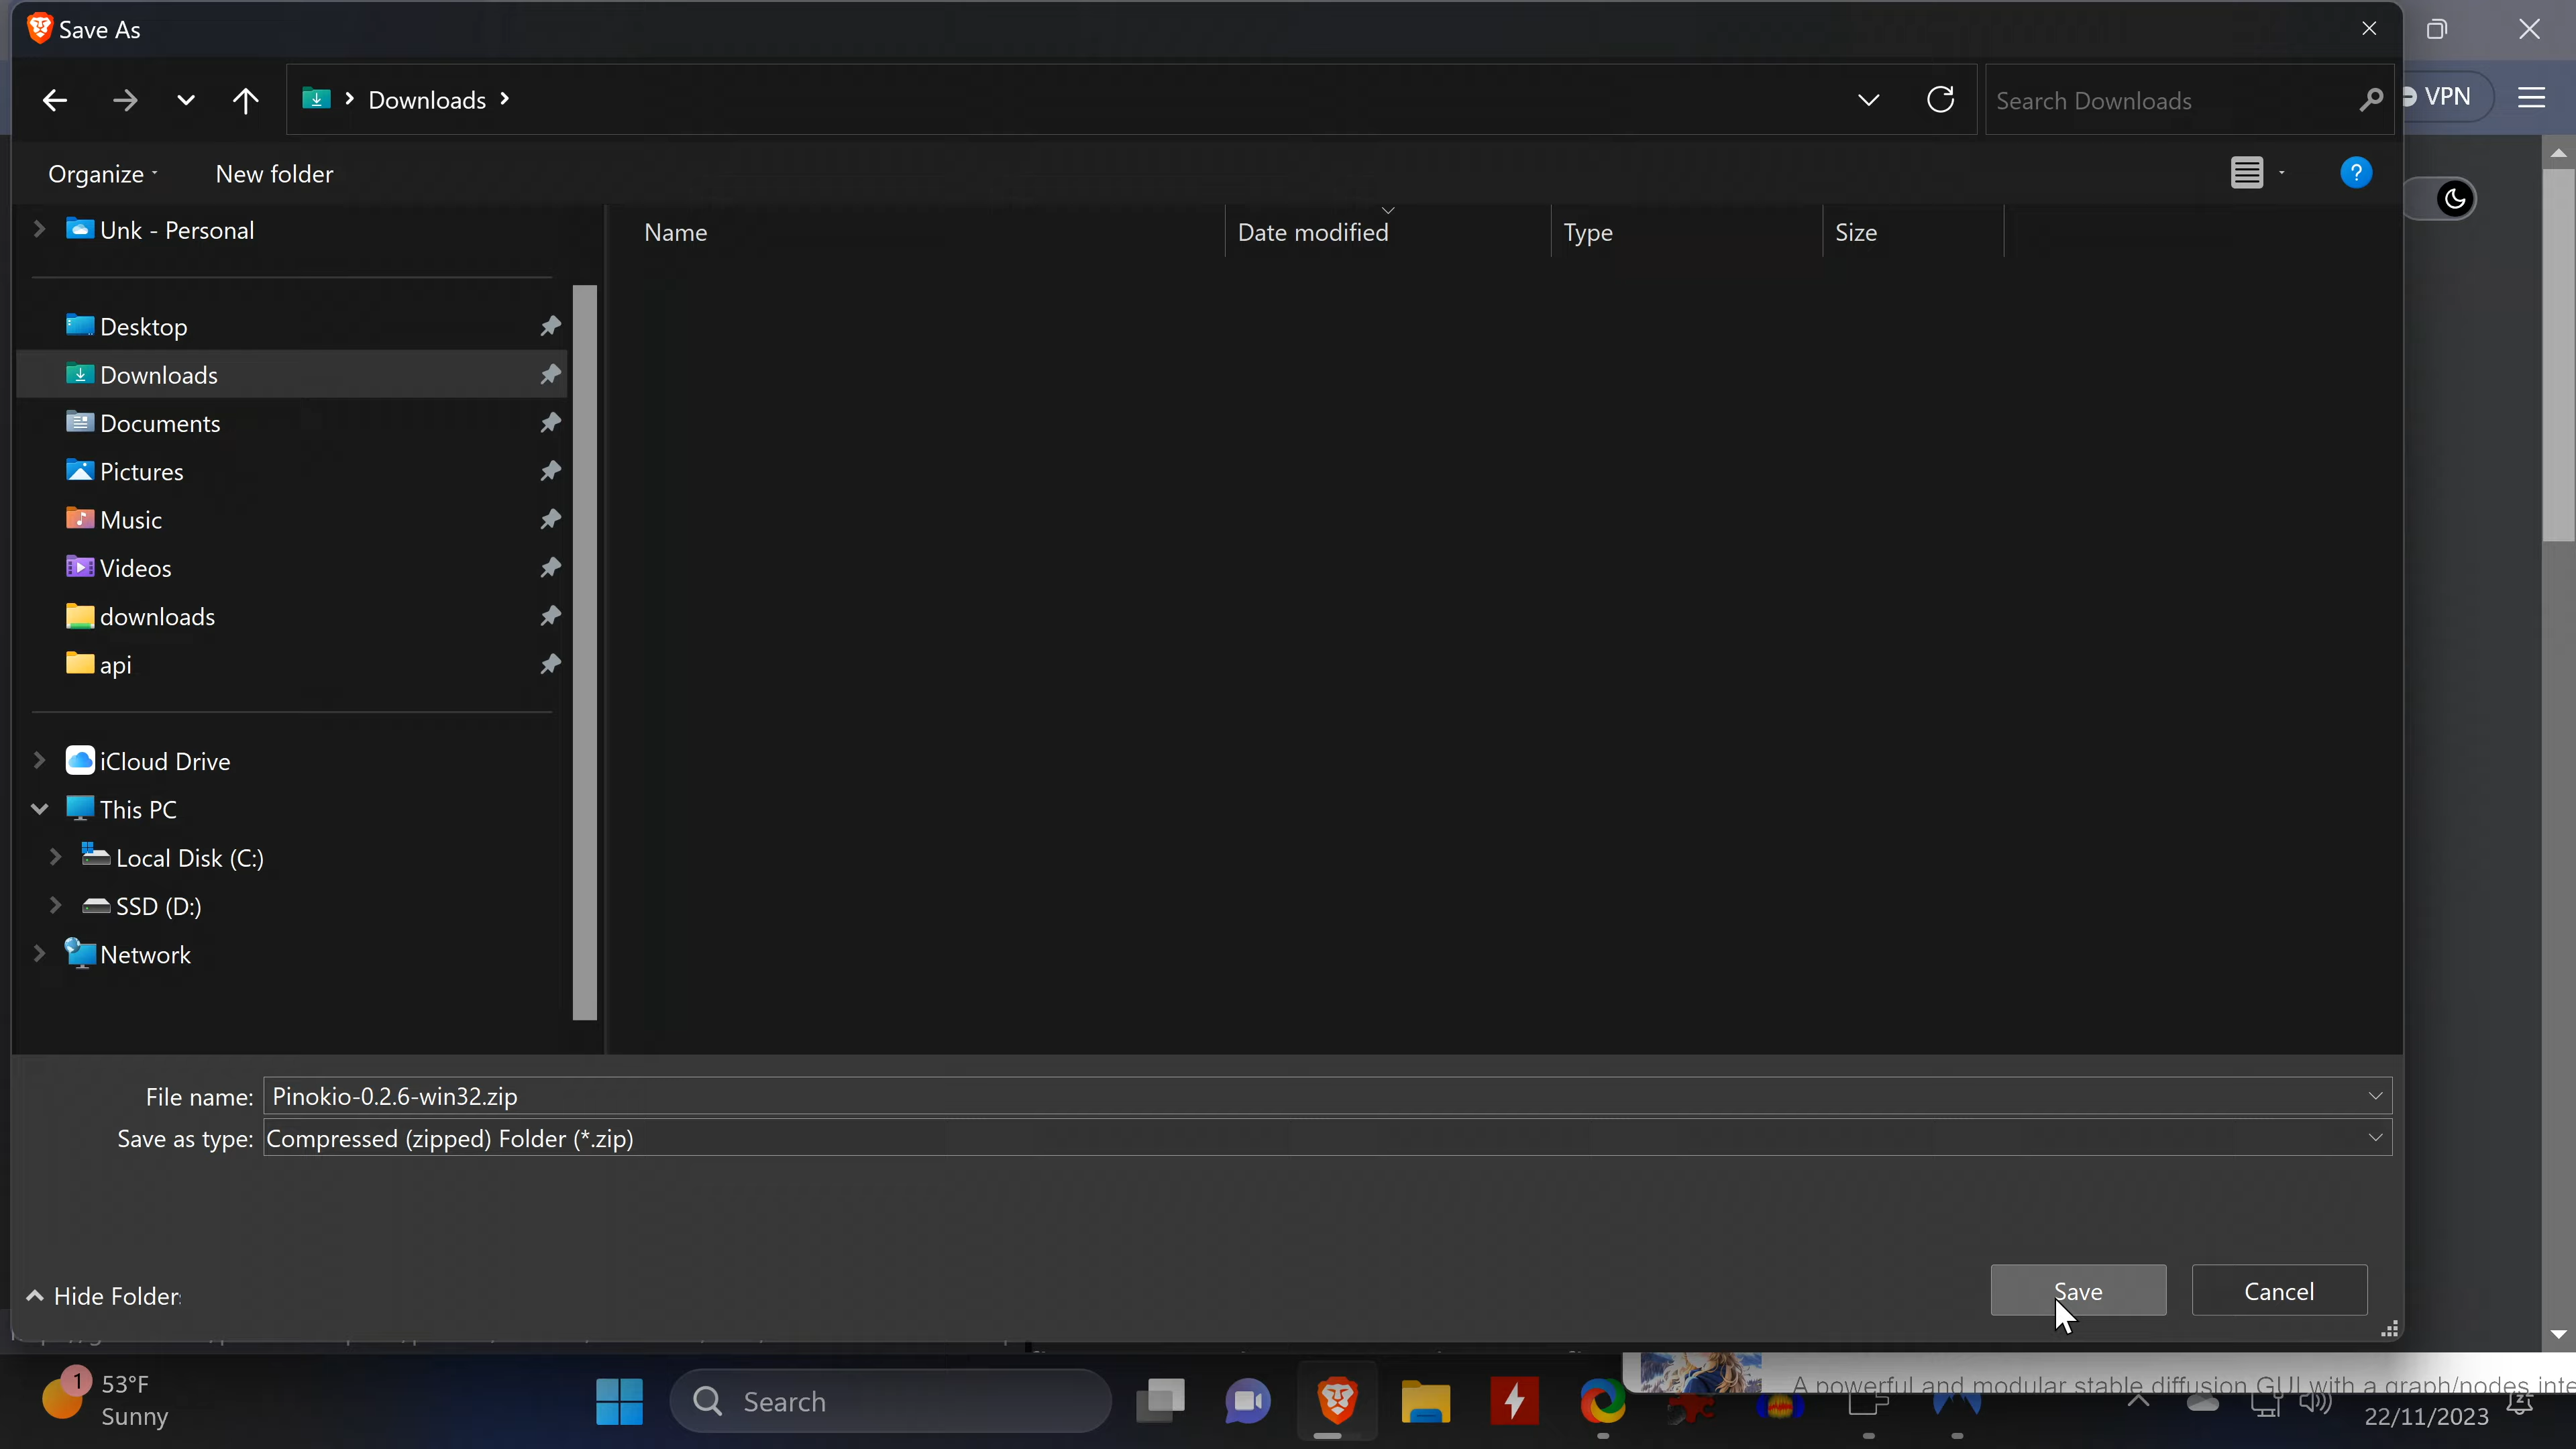 Save As
VPN
Downloads
Search Downloads
Organize
New folder
Name
Date modified
Type
Size
Unk - Personal
Desktop
Downloads
Documents
Pictures
Music
Videos
downloads
api
iCloud Drive
This PC
Local Disk (C:)
SSD (D:)
Network
File name: Pinokio-0.2.6-win32.zip
Save as type: Compressed (zipped) Folder (*.zip)
Hide Folder
Save
Cancel
A powerful and modular stable diffusion GUI with a graph/nodes inte
1
53°F
Sunny
Search
22/11/2023